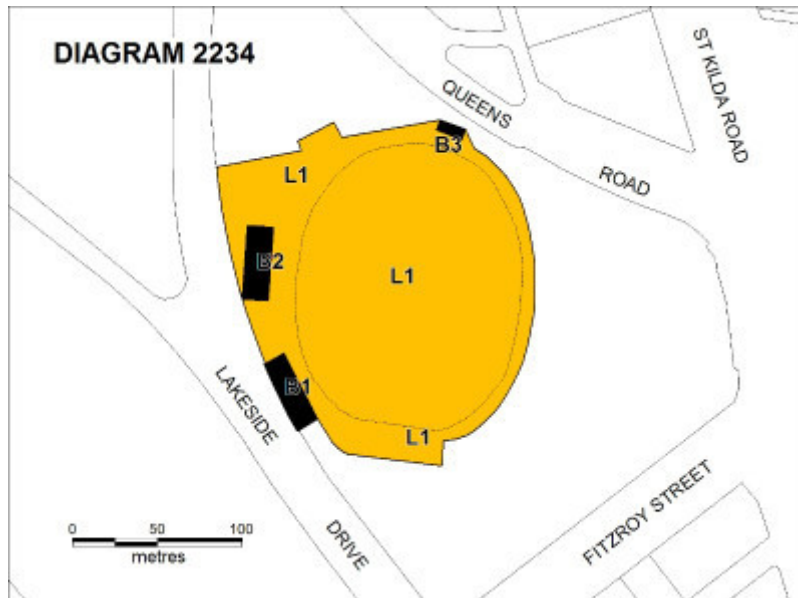 DIAGRAM 2234
ST KILDA ROAD
QUEENS
ROAD
B3
L1
B2
L1
B1
L1
LAKESIDE
DRIVE
FITZROY STREET
0 50 100
metres